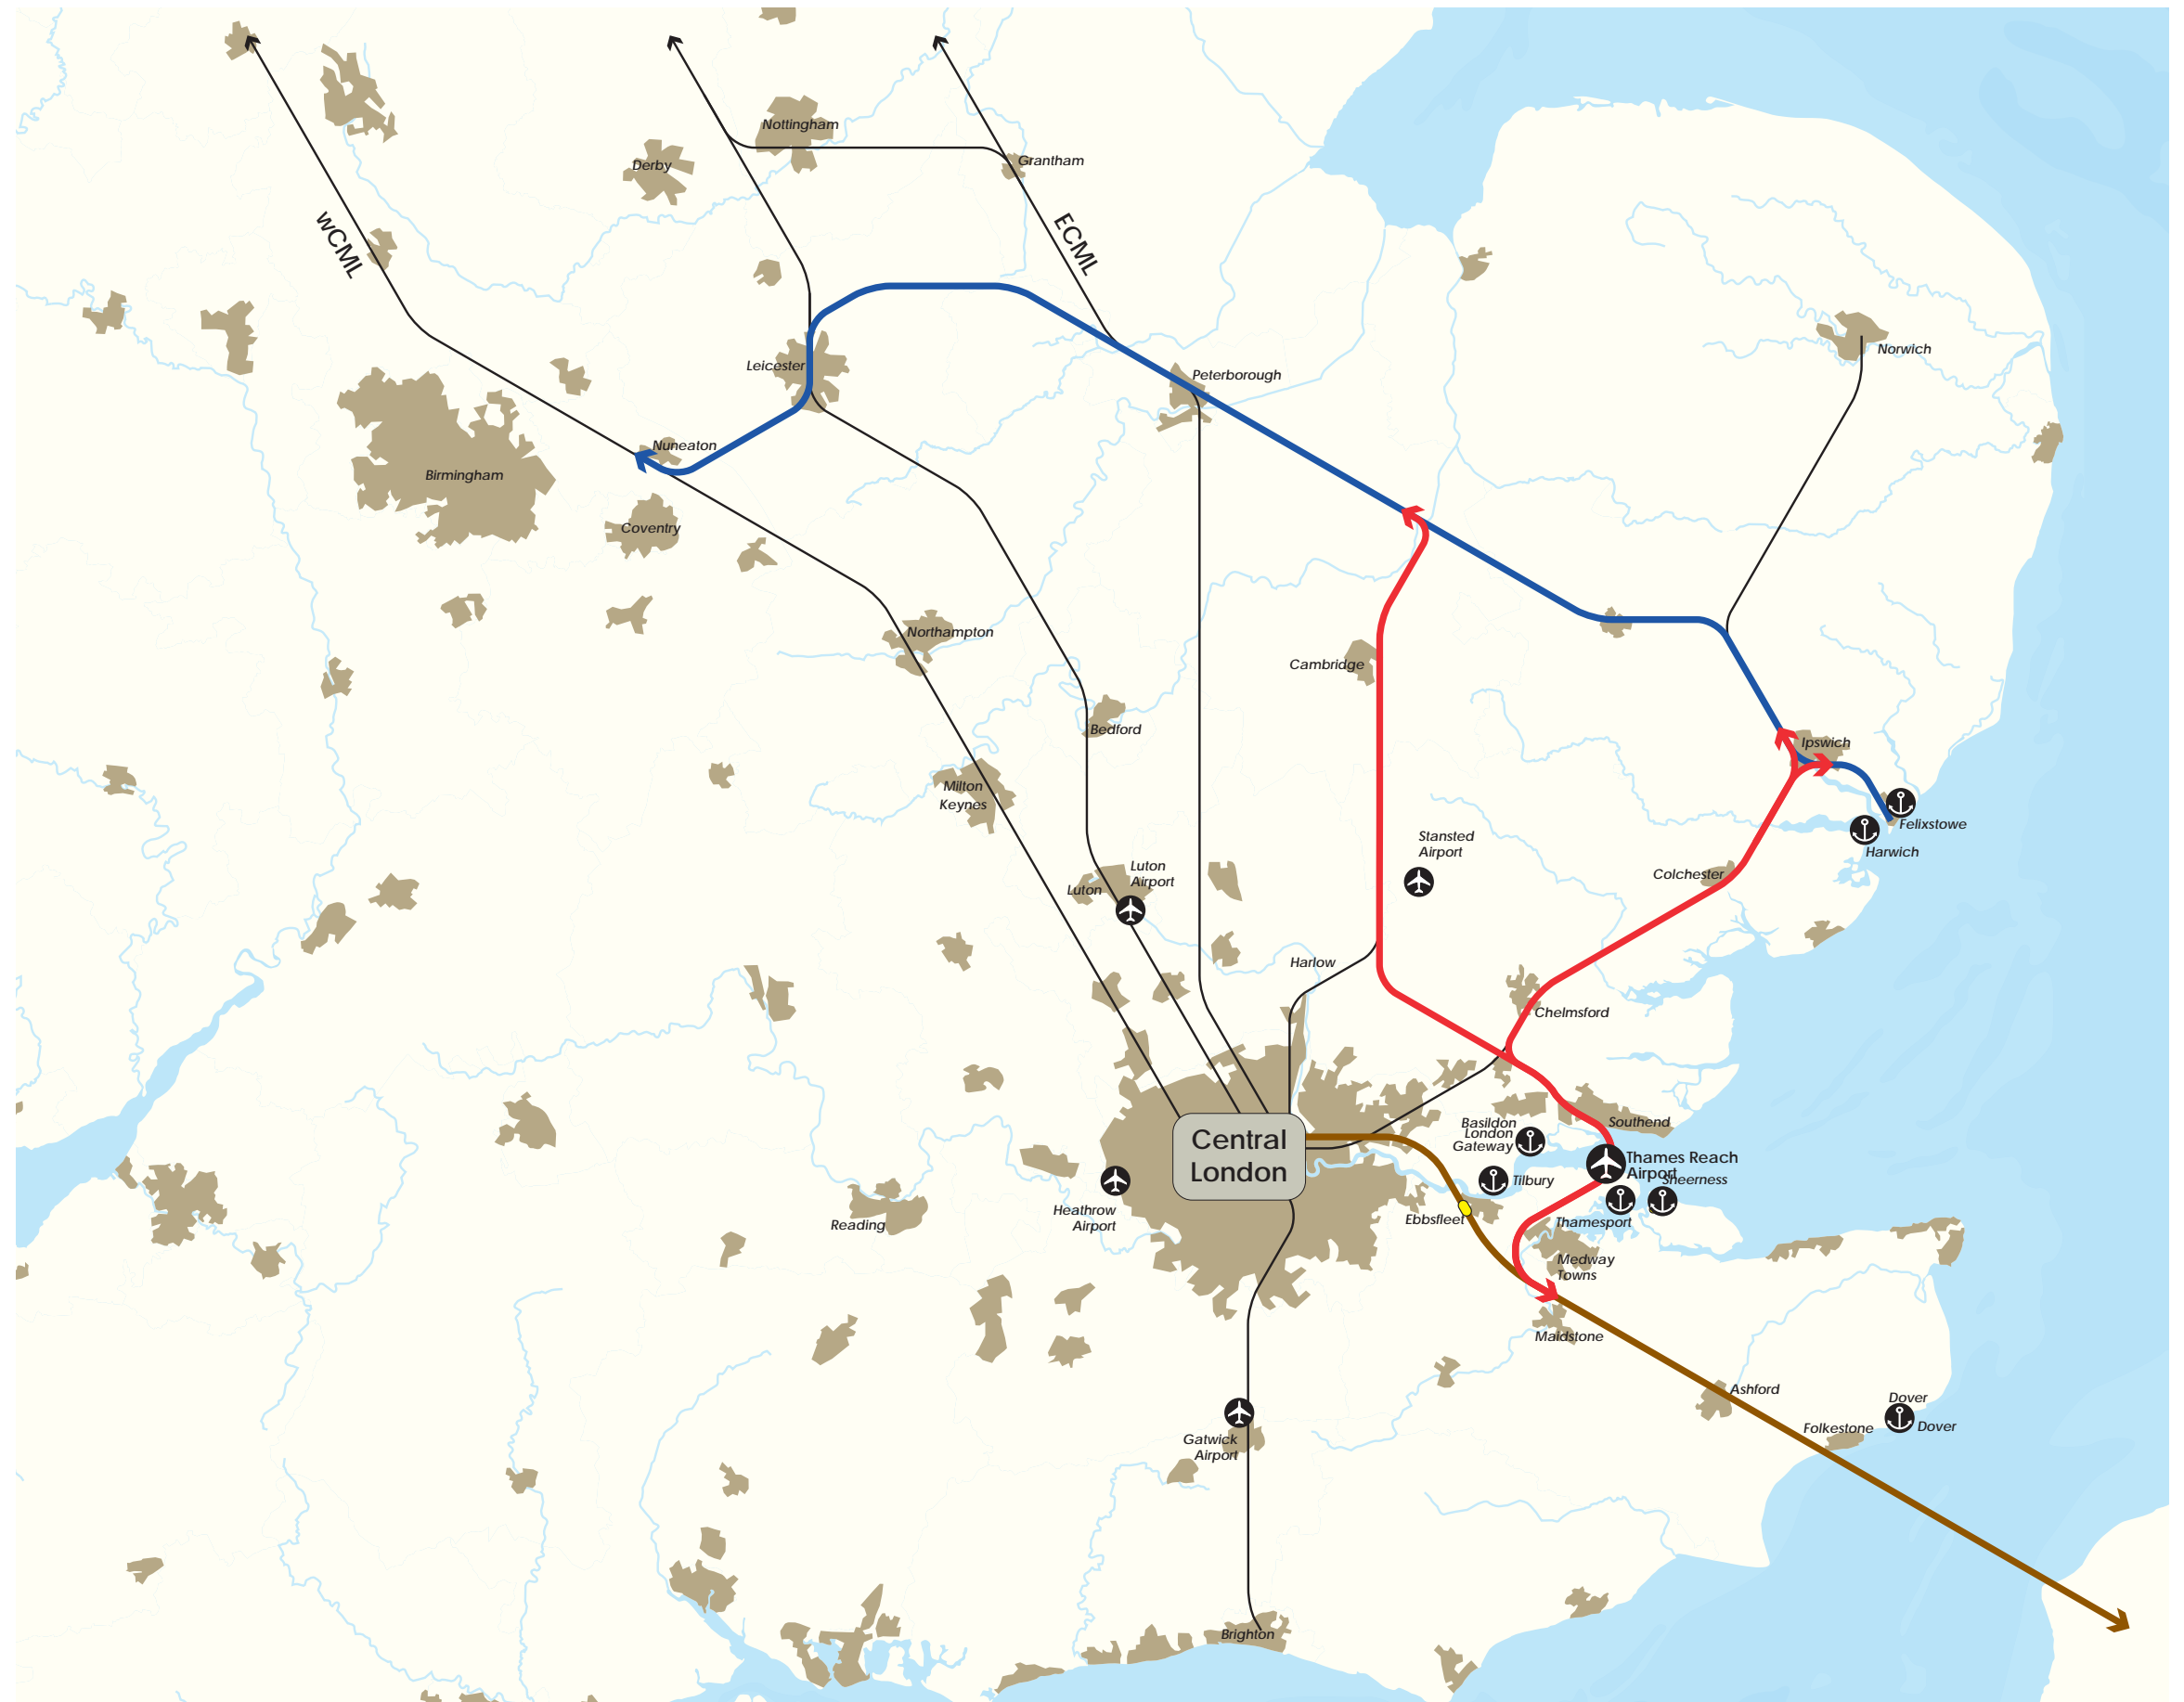 Nottingham
Derby
Grantham
wCML
ECML
Norwich
Leicester
Peterborough
Nuneaton
Birmingham
Coventry
Northampton
Cambridge
Bedford
Ipswich
Milton
Keynes
Felixstowe
Harwich
Stansted
Airport
Luton
Airport
Luton
Colchester
Harlow
Chelmsford
Central
London
Basildon
London
Gateway
Southend
Thames Reach
Airport
Sheerness
Tilbury
Heathrow
Airport
Reading
Ebbsfleet
Thamesport
Medway
Towns
Maidstone
Ashford
Dover
Dover
Folkestone
Gatwick
Airport
Brighton